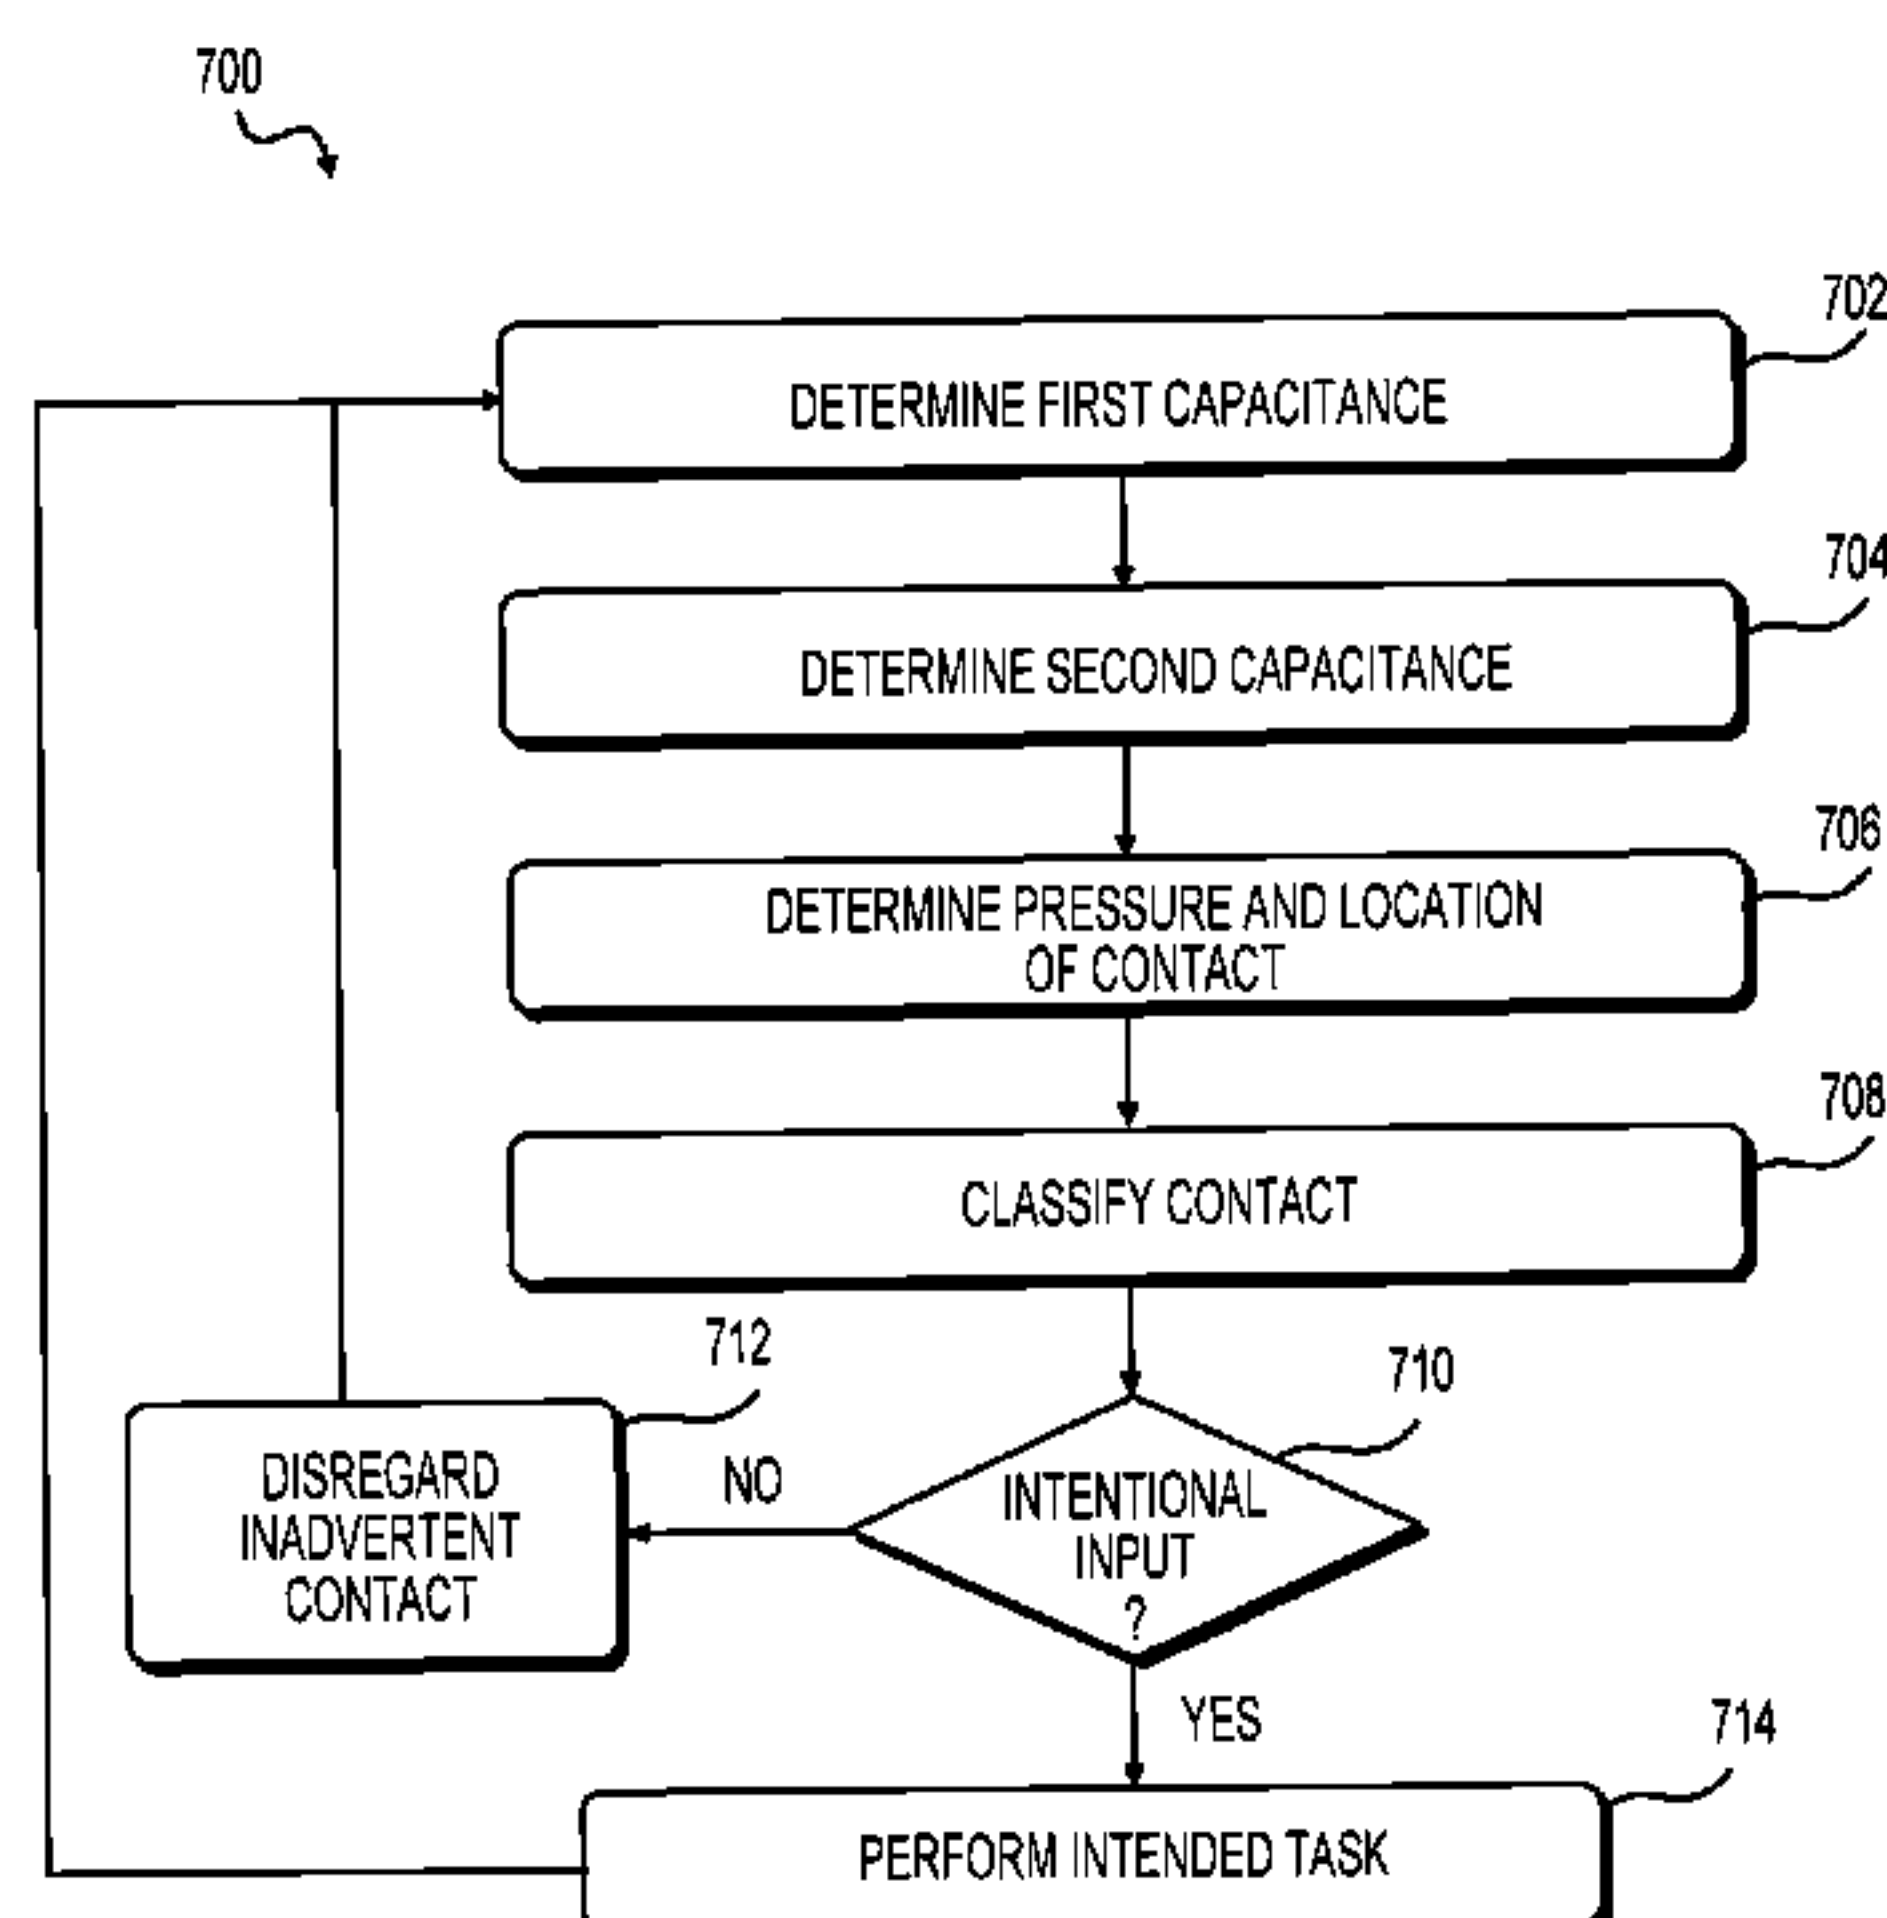 700
702
DETERMINE FIRST CAPACITANCE
704
DETERMINE SECOND CAPACITANCE
706
DETERMINE PRESSURE AND LOCATION
OF CONTACT
708
CLASSIFY CONTACT
712
710
DISREGARD
INADVERTENT
CONTACT
NO
INTENTIONAL
INPUT
?
YES
714
PERFORM INTENDED TASK